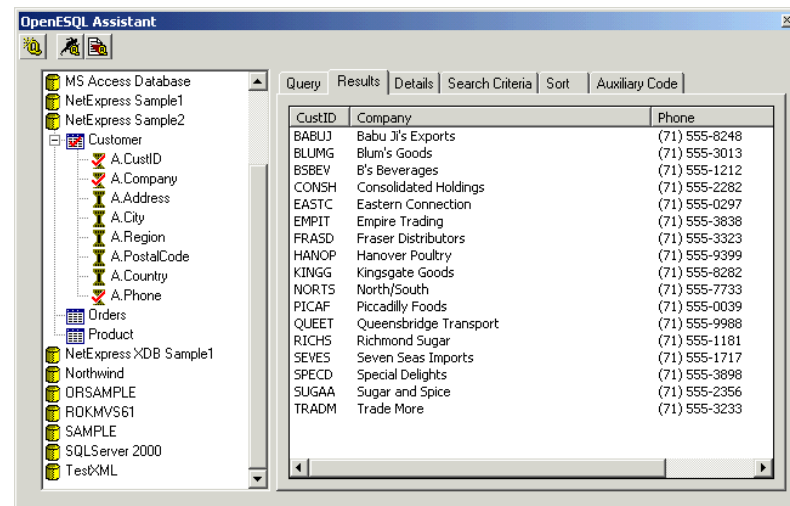 OpenESQL Assistant
MS Access Database
NetExpress Sample1
NetExpress Sample2
Customer
A.CustID
A.Company
A.Address
A.City
A.Region
A.PostalCode
A.Country
A.Phone
Orders
Product
NetExpress XDB Sample1
Northwind
ORSAMPLE
ROKMVS61
SAMPLE
SQLServer 2000
TestXML
Query Results Details Search Criteria Sort Auxiliary Code
CustID Company Phone
BABUJ Babu Ji's Exports (71) 555-8248
BLUMG Blum's Goods (71) 555-3013
BSBEV B's Beverages (71) 555-1212
CONSH Consolidated Holdings (71) 555-2282
EASTC Eastern Connection (71) 555-0297
EMPIT Empire Trading (71) 555-3838
FRASD Fraser Distributors (71) 555-3323
HANOP Hanover Poultry (71) 555-9399
KINGG Kingsgate Goods (71) 555-8282
NORTS North/South (71) 555-7733
PICAF Piccadilly Foods (71) 555-0039
QUEET Queensbridge Transport (71) 555-9988
RICHS Richmond Sugar (71) 555-1181
SEVES Seven Seas Imports (71) 555-1717
SPECD Special Delights (71) 555-3898
SUGAA Sugar and Spice (71) 555-2356
TRADM Trade More (71) 555-3233